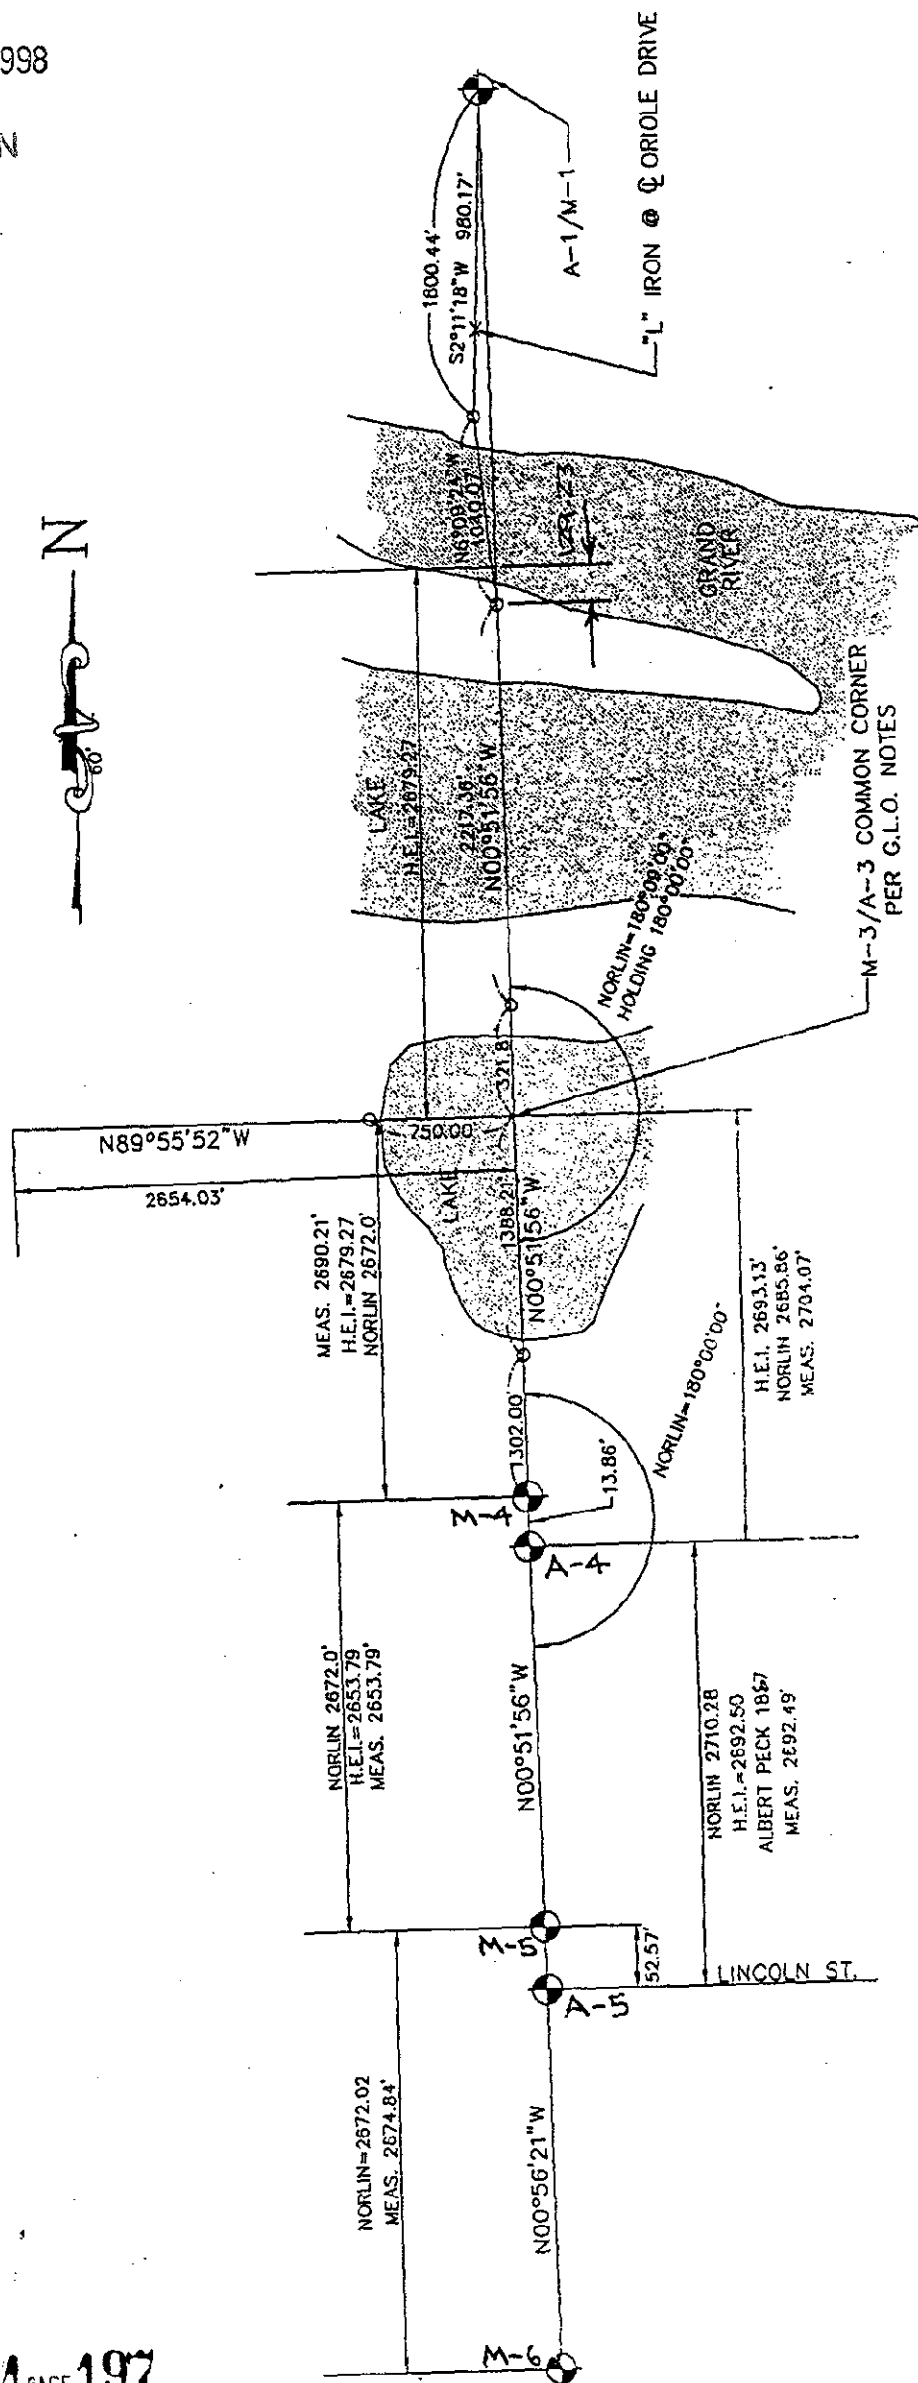 998
N
N
60'
A-1/M-1
1800.44'
S2°11'18"W 980.17'
"L" IRON @ ℄ ORIOLE DRIVE
N6°09'24"W
GRAND
RIVER
LAKE
H.E.I.=2679.27
2217.36'
N00°51'56"W
NORLIN=180°09'00"
HOLDING 180°00'00"
M-3/A-3 COMMON CORNER
PER G.L.O. NOTES
321.8
750.00
N89°55'52"W
2654.03'
LAKE
1388.21
N00°51'56"W
MEAS. 2690.21'
H.E.I.=2679.27
NORLIN 2672.0'
H.E.I. 2693.13'
NORLIN 2685.86'
MEAS. 2704.07'
1302.00
M-4
13.86'
NORLIN=180°00'00"
A-4
NORLIN 2672.0'
H.E.I.=2653.79
MEAS. 2653.79'
N00°51'56"W
NORLIN 2710.28
H.E.I.=2692.50
ALBERT PECK 1867
MEAS. 2692.49'
M-5
52.57'
A-5
LINCOLN ST.
NORLIN=2672.02
MEAS. 2674.84'
N00°56'21"W
M-6
PAGE 197